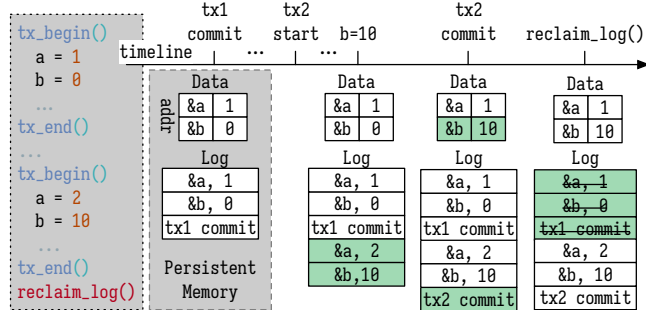 tx_begin()
a = 1
b = 0
...
tx_end()
...
tx_begin()
a = 2
b = 10
...
tx_end()
reclaim_log()
timeline
tx1 commit
...
tx2 start
...
b=10
tx2 commit
reclaim_log()
Data
addr
&a 1
&b 0
Log
&a, 1
&b, 0
tx1 commit
Persistent
Memory
Data
&a 1
&b 0
Log
&a, 1
&b, 0
tx1 commit
&a, 2
&b,10
Data
&a 1
&b 10
Log
&a, 1
&b, 0
tx1 commit
&a, 2
&b, 10
tx2 commit
Data
&a 1
&b 10
Log
&a, 1
&b, 0
tx1 commit
&a, 2
&b, 10
tx2 commit